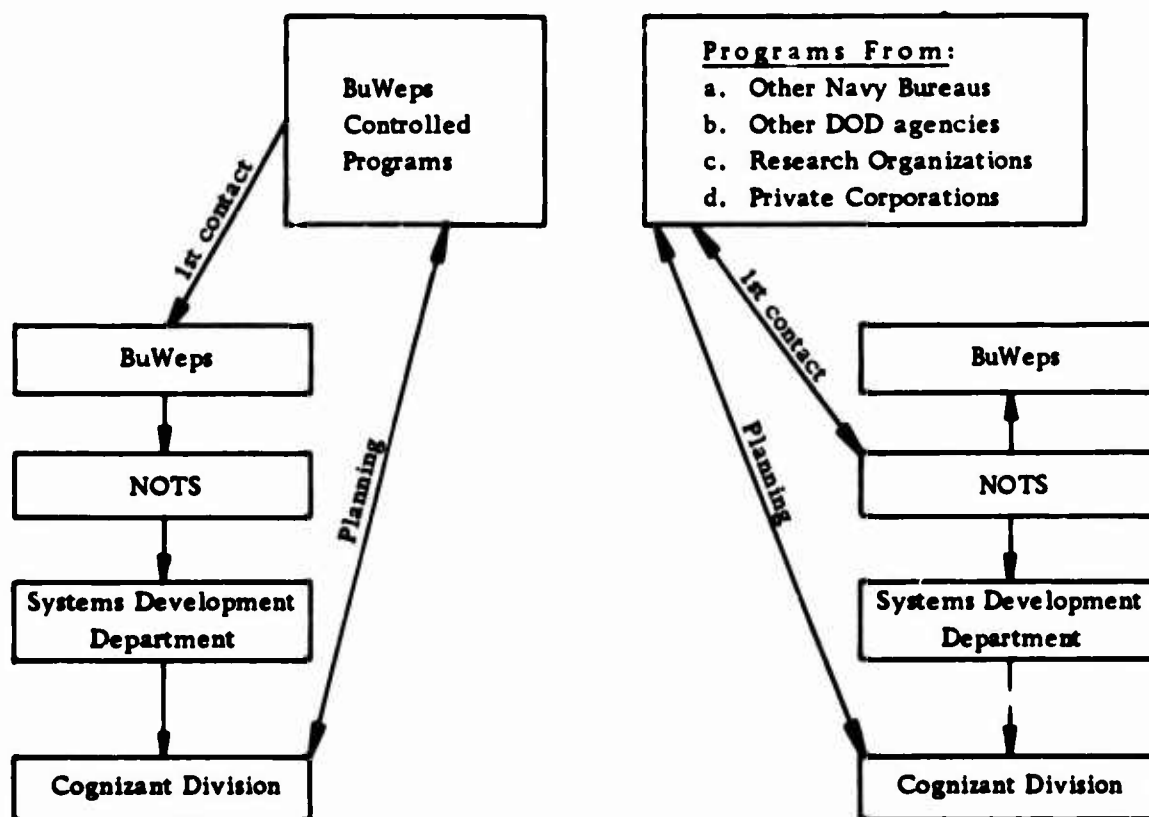 BuWeps
Controlled
Programs
1st contact
BuWeps
NOTS
Systems Development
Department
Cognizant Division
Planning
Programs From:
a. Other Navy Bureaus
b. Other DOD agencies
c. Research Organizations
d. Private Corporations
1st contact
Planning
BuWeps
NOTS
Systems Development
Department
Cognizant Division